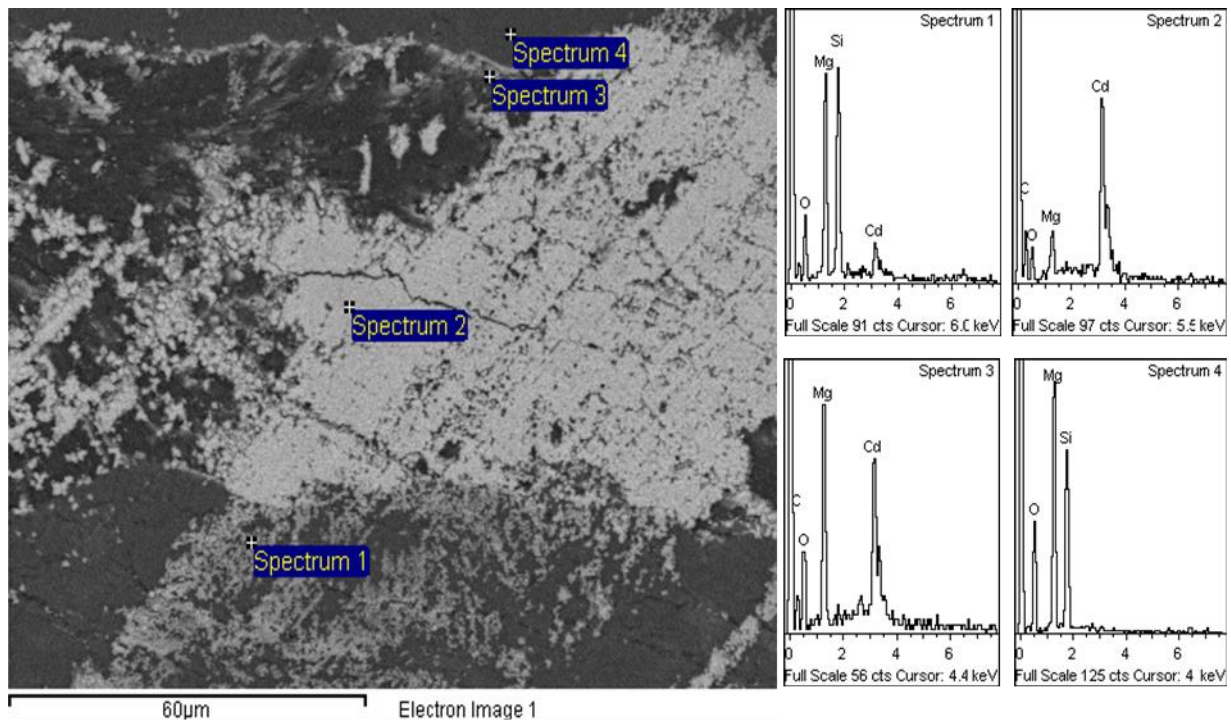 Spectrum 4
Spectrum 3
Spectrum 2
Spectrum 1
60µm Electron Image 1
Spectrum 1
Si
Mg
O
Cd
0 2 4 6
Full Scale 91 cts Cursor: 6.0 keV
Spectrum 2
Cd
C
O
Mg
0 2 4 6
Full Scale 97 cts Cursor: 5.5 keV
Spectrum 3
Mg
Cd
C
O
0 2 4 6
Full Scale 56 cts Cursor: 4.4 keV
Spectrum 4
Mg
Si
O
0 2 4 6
Full Scale 125 cts Cursor: 4 keV